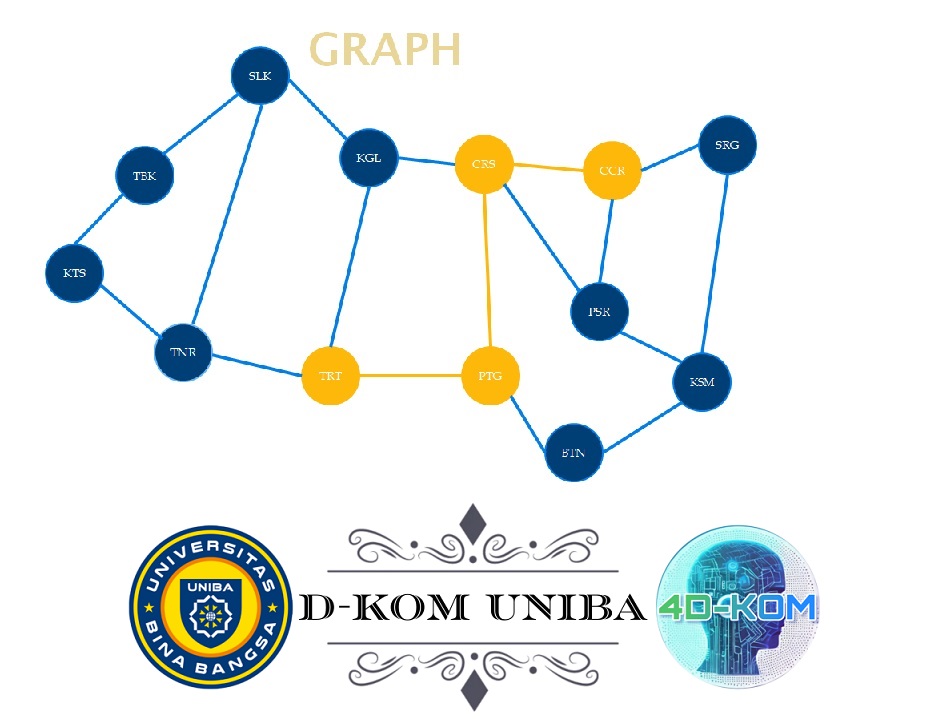 GRAPH
SLK
SRG
KGL
CRS
CCR
TBK
KTS
PSR
TNR
TRT
PTG
KSM
BTN
UNIVERSITAS
UNIBA
BINA BANGSA
D-KOM UNIBA
4D-KOM